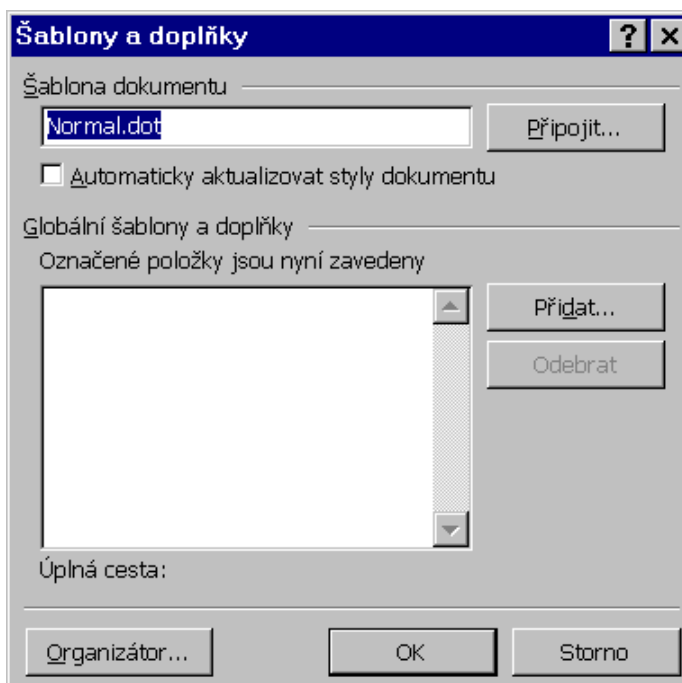 Šablony a doplňky
Šablona dokumentu
Normal.dot
Připojit...
Automaticky aktualizovat styly dokumentu
Globální šablony a doplňky
Označené položky jsou nyní zavedeny
Přidat...
Odebrat
Úplná cesta:
Organizátor...
OK
Storno